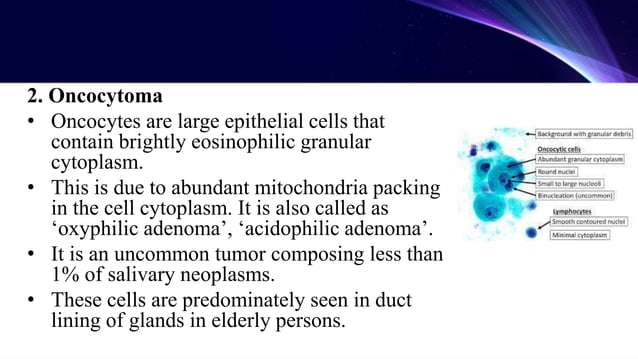 2. Oncocytoma
• Oncocytes are large epithelial cells that
contain brightly eosinophilic granular
cytoplasm.
• This is due to abundant mitochondria packing
in the cell cytoplasm. It is also called as
‘oxyphilic adenoma’, ‘acidophilic adenoma’.
• It is an uncommon tumor composing less than
1% of salivary neoplasms.
• These cells are predominately seen in duct
lining of glands in elderly persons.
Background with granular debris
Oncocytic cells
Abundant granular cytoplasm
Round nuclei
Small to large nucleoli
Binucleation (uncommon)
Lymphocytes
Smooth contoured nuclei
Minimal cytoplasm